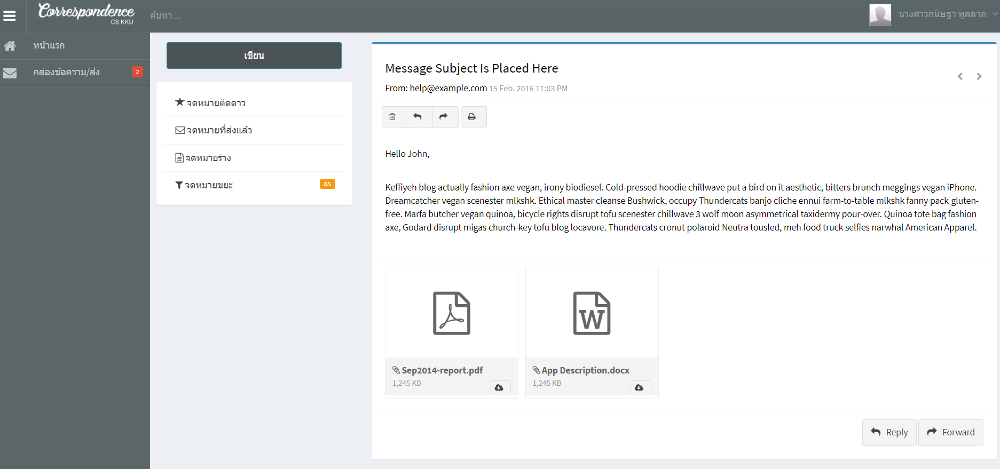 Correspondence
CS KKU
ค้นหา ...
นางสาวกนิษฐา พูลลาภ
หน้าแรก
กล่องข้อความ/ส่ง
2
เขียน
จดหมายติดดาว
จดหมายที่ส่งแล้ว
จดหมายร่าง
จดหมายขยะ
65
Message Subject Is Placed Here
From: help@example.com 15 Feb. 2016 11:03 PM
Hello John,
Keffiyeh blog actually fashion axe vegan, irony biodiesel. Cold-pressed hoodie chillwave put a bird on it aesthetic, bitters brunch meggings vegan iPhone.
Dreamcatcher vegan scenester mlkshk. Ethical master cleanse Bushwick, occupy Thundercats banjo cliche ennui farm-to-table mlkshk fanny pack gluten-
free. Marfa butcher vegan quinoa, bicycle rights disrupt tofu scenester chillwave 3 wolf moon asymmetrical taxidermy pour-over. Quinoa tote bag fashion
axe, Godard disrupt migas church-key tofu blog locavore. Thundercats cronut polaroid Neutra tousled, meh food truck selfies narwhal American Apparel.
Sep2014-report.pdf
1,245 KB
App Description.docx
1,245 KB
Reply
Forward